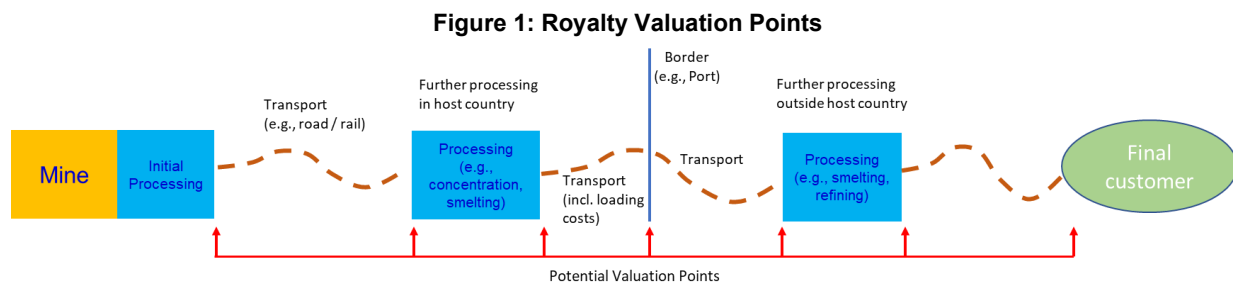 Figure 1: Royalty Valuation Points
Border
(e.g., Port)
Further processing
in host country
Further processing
outside host country
Transport
(e.g., road / rail)
Mine
Initial
Processing
Processing
(e.g.,
concentration,
smelting)
Transport
(incl. loading
costs)
Transport
Processing
(e.g., smelting,
refining)
Final
customer
Potential Valuation Points